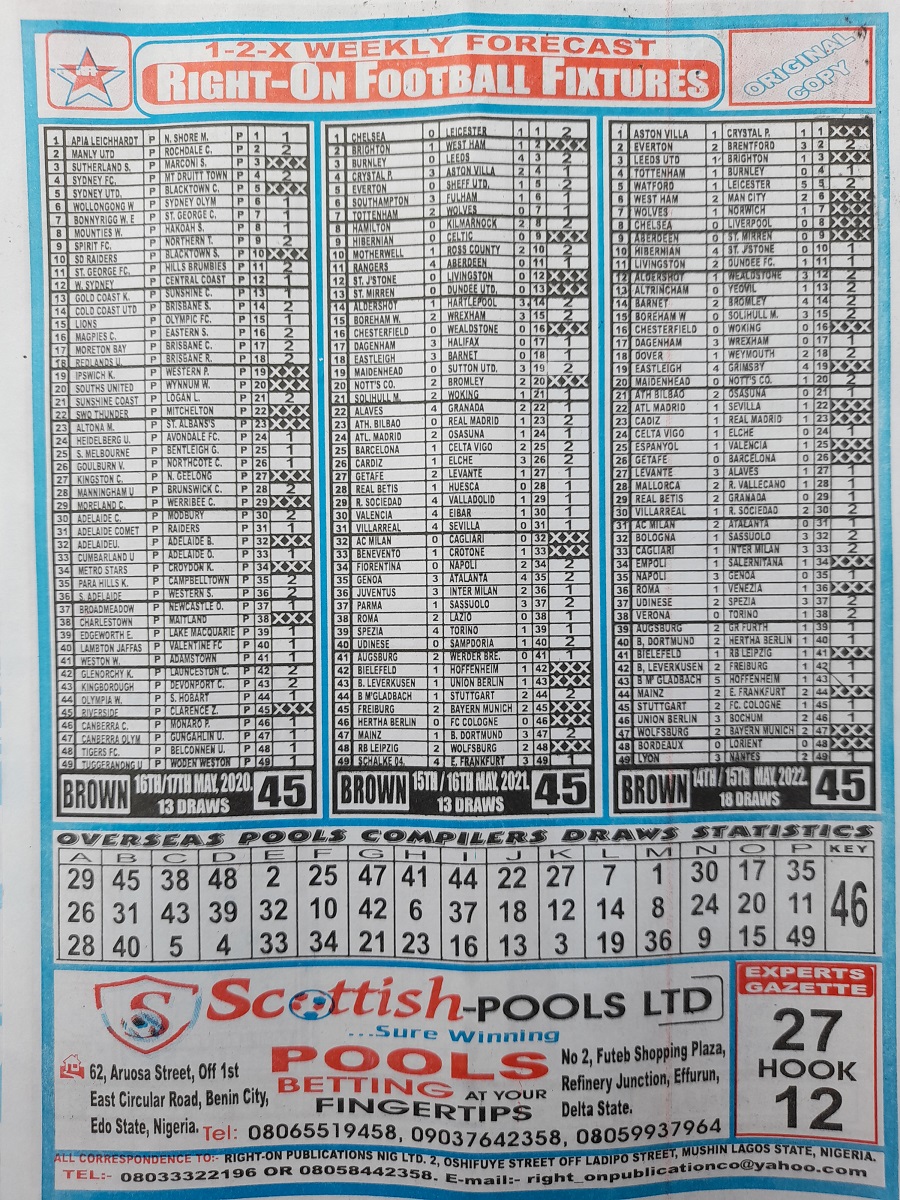 1-2-X WEEKLY FORECAST
RIGHT-ON FOOTBALL FIXTURES
ORIGINAL COPY
1 APIA LEICHHARDT P N. SHORE M. P 1 1
2 MANLY UTD P ROCHDALE C. P 2 2
3 SUTHERLAND S. P MARCONI S. P 3 XXX
4 SYDNEY FC. P MT DRUITT TOWN P 4 2
5 SYDNEY UTD. P BLACKTOWN C. P 5 XXX
6 WOLLONGONG W P SYDNEY OLYM P 6 1
7 BONNYRIGG W. E P ST. GEORGE C. P 7 1
8 MOUNTIES W. P HAKOAH S. P 8 1
9 SPIRIT FC. P NORTHERN T. P 9 2
10 SD RAIDERS P BLACKTOWN S. P 10 XXX
11 ST. GEORGE FC. P HILLS BRUMBIES P 11 2
12 W. SYDNEY P CENTRAL COAST P 12 1
13 GOLD COAST K. P SUNSHINE C. P 13 1
14 COLD COAST UTD P BRISBANE S. P 14 2
15 LIONS P OLYMPIC FC. P 15 1
16 MAGPIES C. P EASTERN S. P 16 2
17 MORETON BAY P BRISBANE C. P 17 2
18 REDLANDS U. P BRISBANE R. P 18 2
19 IPSWICH K. P WESTERN P. P 19 XXX
20 SOUTHS UNITED P WYNNUM W. P 20 XXX
21 SUNSHINE COAST P LOGAN L. P 21 2
22 SWQ THUNDER P MITCHELTON P 22 XXX
23 ALTONA M. P ST. ALBANS'S P 23 XXX
24 HEIDELBERG U. P AVONDALE FC. P 24 1
25 S. MELBOURNE P BENTLEIGH G. P 25 1
26 GOULBURN V. P NORTHCOTE C. P 26 1
27 KINGSTON C. P N. GEELONG P 27 XXX
28 MANNINGHAM U P BRUNSWICK C. P 28 2
29 MORELAND C. P WERRIBEE C. P 29 XXX
30 ADELAIDE C. P MODBURY P 30 2
31 ADELAIDE COMET P RAIDERS P 31 1
32 ADELAIDEU. P ADELAIDE B. P 32 XXX
33 CUMBARLAND U P ADELAIDE O. P 33 1
34 METRO STARS P CROYDON K. P 34 XXX
35 PARA HILLS K. P CAMPBELLTOWN P 35 2
36 S. ADELAIDE P WESTERN S. P 36 2
37 BROADMEADOW P NEWCASTLE O. P 37 1
38 CHARLESTOWN P MAITLAND P 38 XXX
39 EDGEWORTH E. P LAKE MACQUARIE P 39 1
40 LAMBTON JAFFAS P VALENTINE FC P 40 1
41 WESTON W. P ADAMSTOWN P 41 1
42 GLENORCHY K. P LAUNCESTON C. P 42 2
43 KINGBOROUGH P DEVONPORT C. P 43 2
44 OLYMPIA W. P S. HOBART P 44 1
45 RIVERSIDE P CLARENCE Z. P 45 XXX
46 CANBERRA C. P MONARO P. P 46 1
47 CANBERRA OLYM P GUNGAHLIN U. P 47 1
48 TIGERS FC. P BELCONNEN U. P 48 1
49 TUGGERANONG U P WODEN WESTON P 49 1
BROWN 16TH/17TH MAY, 2020. 13 DRAWS 45
1 CHELSEA 0 LEICESTER 1 1 2
2 BRIGHTON 1 WEST HAM 1 2 XXX
3 BURNLEY 0 LEEDS 4 3 2
4 CRYSTAL P. 3 ASTON VILLA 2 4 1
5 EVERTON 0 SHEFF UTD. 1 5 2
6 SOUTHAMPTON 3 FULHAM 1 6 1
7 TOTTENHAM 2 WOLVES 0 7 1
8 HAMILTON 0 KILMARNOCK 2 8 2
9 HIBERNIAN 0 CELTIC 0 9 XXX
10 MOTHERWELL 1 ROSS COUNTY 2 10 2
11 RANGERS 4 ABERDEEN 0 11 1
12 ST. J'STONE 0 LIVINGSTON 0 12 XXX
13 ST. MIRREN 0 DUNDEE UTD. 0 13 XXX
14 ALDERSHOT 1 HARTLEPOOL 3 14 2
15 BOREHAM W. 2 WREXHAM 3 15 2
16 CHESTERFIELD 0 WEALDSTONE 0 16 XXX
17 DAGENHAM 3 HALIFAX 0 17 1
18 EASTLEIGH 3 BARNET 0 18 1
19 MAIDENHEAD 0 SUTTON UTD. 3 19 2
20 NOTT'S CO. 2 BROMLEY 2 20 XXX
21 SOLIHULL M. 2 WOKING 1 21 1
22 ALAVES 4 GRANADA 2 22 1
23 ATH. BILBAO 0 REAL MADRID 1 23 2
24 ATL. MADRID 2 OSASUNA 1 24 1
25 BARCELONA 1 CELTA VIGO 2 25 2
26 CARDIZ 1 ELCHE 3 26 2
27 GETAFE 2 LEVANTE 1 27 1
28 REAL BETIS 1 HUESCA 0 28 1
29 R. SOCIEDAD 4 VALLADOLID 1 29 1
30 VALENCIA 4 EIBAR 1 30 1
31 VILLARREAL 4 SEVILLA 0 31 1
32 AC MILAN 0 CAGLIARI 0 32 XXX
33 BENEVENTO 1 CROTONE 1 33 XXX
34 FIORENTINA 0 NAPOLI 2 34 2
35 GENOA 3 ATALANTA 4 35 2
36 JUVENTUS 3 INTER MILAN 2 36 1
37 PARMA 1 SASSUOLO 3 37 2
38 ROMA 2 LAZIO 0 38 1
39 SPEZIA 4 TORINO 1 39 1
40 UDINESE 0 SAMPDORIA 1 40 2
41 AUGSBURG 2 WERDER BRE. 0 41 1
42 BIELEFELD 1 HOFFENHEIM 1 42 XXX
43 B. LEVERKUSEN 1 UNION BERLIN 1 43 XXX
44 B M'GLADBACH 1 STUTTGART 2 44 2
45 FREIBURG 2 BAYERN MUNICH 2 45 XXX
46 HERTHA BERLIN 0 FC COLOGNE 0 46 XXX
47 MAINZ 1 B. DORTMUND 3 47 2
48 RB LEIPZIG 2 WOLFSBURG 2 48 XXX
49 SCHALKE 04. 4 E. FRANKFURT 3 49 1
BROWN 15TH / 16TH MAY, 2021. 13 DRAWS 45
1 ASTON VILLA 1 CRYSTAL P. 1 1 XXX
2 EVERTON 2 BRENTFORD 3 2 2
3 LEEDS UTD 1 BRIGHTON 1 3 XXX
4 TOTTENHAM 1 BURNLEY 0 4 1
5 WATFORD 1 LEICESTER 5 5 2
6 WEST HAM 2 MAN CITY 2 6 XXX
7 WOLVES 1 NORWICH 1 7 XXX
8 CHELSEA 0 LIVERPOOL 0 8 XXX
9 ABERDEEN 0 ST. MIRREN 0 9 XXX
10 HIBERNIAN 4 ST. J'STONE 0 10 1
11 LIVINGSTON 2 DUNDEE FC. 1 11 1
12 ALDERSHOT 1 WEALDSTONE 3 12 2
13 ALTRINCHAM 0 YEOVIL 1 13 2
14 BARNET 2 BROMLEY 4 14 2
15 BOREHAM W 2 SOLIHULL M. 3 15 2
16 CHESTERFIELD 0 WOKING 0 16 XXX
17 DAGENHAM 3 WREXHAM 0 17 1
18 DOVER 1 WEYMOUTH 2 18 2
19 EASTLEIGH 4 GRIMSBY 4 19 XXX
20 MAIDENHEAD 0 NOTT'S CO. 1 20 2
21 ATH BILBAO 2 OSASUNA 0 21 1
22 ATL MADRID 1 SEVILLA 1 22 XXX
23 CADIZ 1 REAL MADRID 1 23 XXX
24 CELTA VIGO 1 ELCHE 0 24 1
25 ESPANYOL 1 VALENCIA 1 25 XXX
26 GETAFE 0 BARCELONA 0 26 XXX
27 LEVANTE 3 ALAVES 1 27 1
28 MALLORCA 2 R. VALLECANO 1 28 1
29 REAL BETIS 2 GRANADA 0 29 1
30 VILLARREAL 1 R. SOCIEDAD 2 30 2
31 AC MILAN 2 ATALANTA 0 31 1
32 BOLOGNA 1 SASSUOLO 3 32 2
33 CAGLIARI 1 INTER MILAN 3 33 2
34 EMPOLI 1 SALERNITANA 1 34 XXX
35 NAPOLI 3 GENOA 0 35 1
36 ROMA 1 VENEZIA 1 36 XXX
37 UDINESE 2 SPEZIA 3 37 2
38 VERONA 0 TORINO 1 38 2
39 AUGSBURG 2 GR FURTH 1 39 1
40 B. DORTMUND 2 HERTHA BERLIN 1 40 1
41 BIELEFELD 1 RB LEIPZIG 1 41 XXX
42 B. LEVERKUSEN 2 FREIBURG 1 42 1
43 B M'GLADBACH 5 HOFFENHEIM 1 43 1
44 MAINZ 2 E. FRANKFURT 2 44 XXX
45 STUTTGART 2 FC. COLOGNE 1 45 1
46 UNION BERLIN 3 BOCHUM 2 46 1
47 WOLFSBURG 2 BAYERN MUNICH 2 47 XXX
48 BORDEAUX 0 LORIENT 0 48 XXX
49 LYON 3 NANTES 2 49 1
BROWN 14TH / 15TH MAY, 2022. 18 DRAWS 45
OVERSEAS POOLS COMPILERS DRAWS STATISTICS
A B C D E F G H I J K L M N O P KEY
29 45 38 48 2 25 47 41 44 22 27 7 1 30 17 35
26 31 43 39 32 10 42 6 37 18 12 14 8 24 20 11 46
28 40 5 4 33 34 21 23 16 13 3 19 36 9 15 49
S
SCOTTISH-POOLS LTD
...Sure Winning
POOLS
BETTING AT YOUR
FINGERTIPS
62, Aruosa Street, Off 1st
East Circular Road, Benin City,
Edo State, Nigeria.
No 2, Futeb Shopping Plaza,
Refinery Junction, Effurun,
Delta State.
Tel: 08065519458, 09037642358, 08059937964
EXPERTS
GAZETTE
27
HOOK
12
ALL CORRESPONDENCE TO:- RIGHT-ON PUBLICATIONS NIG LTD. 2, OSHIFUYE STREET OFF LADIPO STREET, MUSHIN LAGOS STATE, NIGERIA.
TEL:- 08033322196 OR 08058442358. E-mail:- right_onpublicationco@yahoo.com